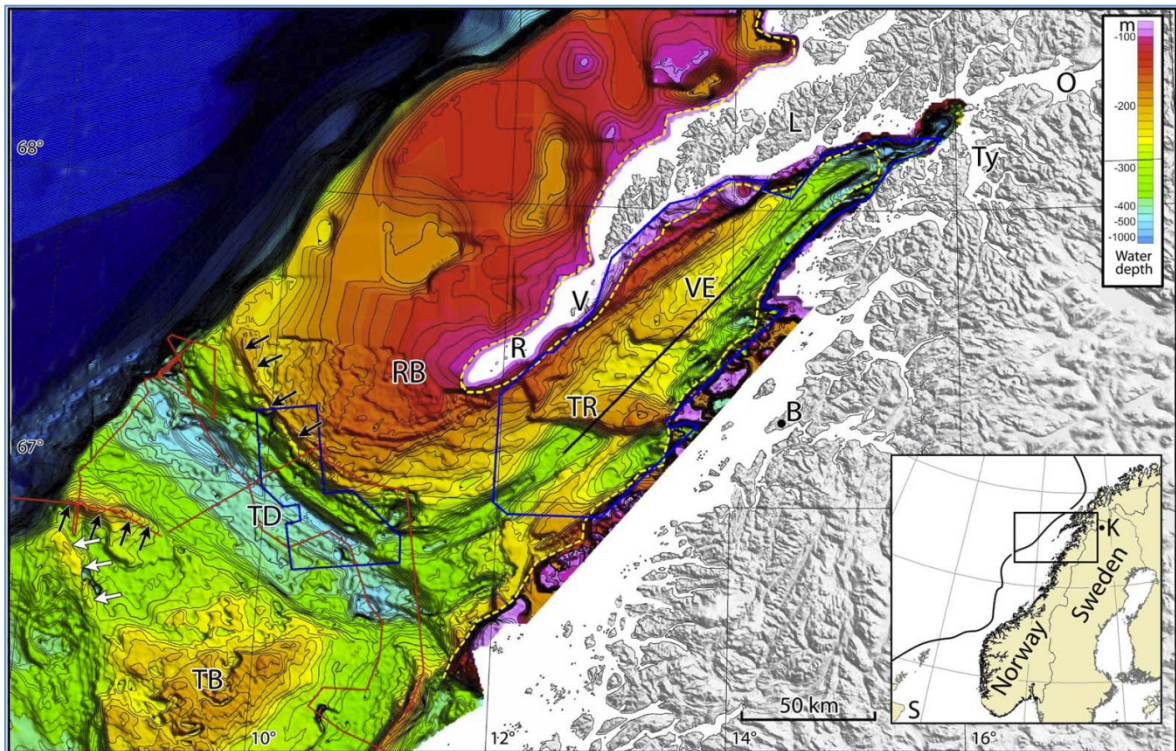 m
-100
-200
-300
-400
-500
-1000
Water
depth
O
68°
L
Ty
VE
V
R
RB
TR
67°
B
TD
TB
50 km
10°
12°
14°
16°
K
Norway
Sweden
S